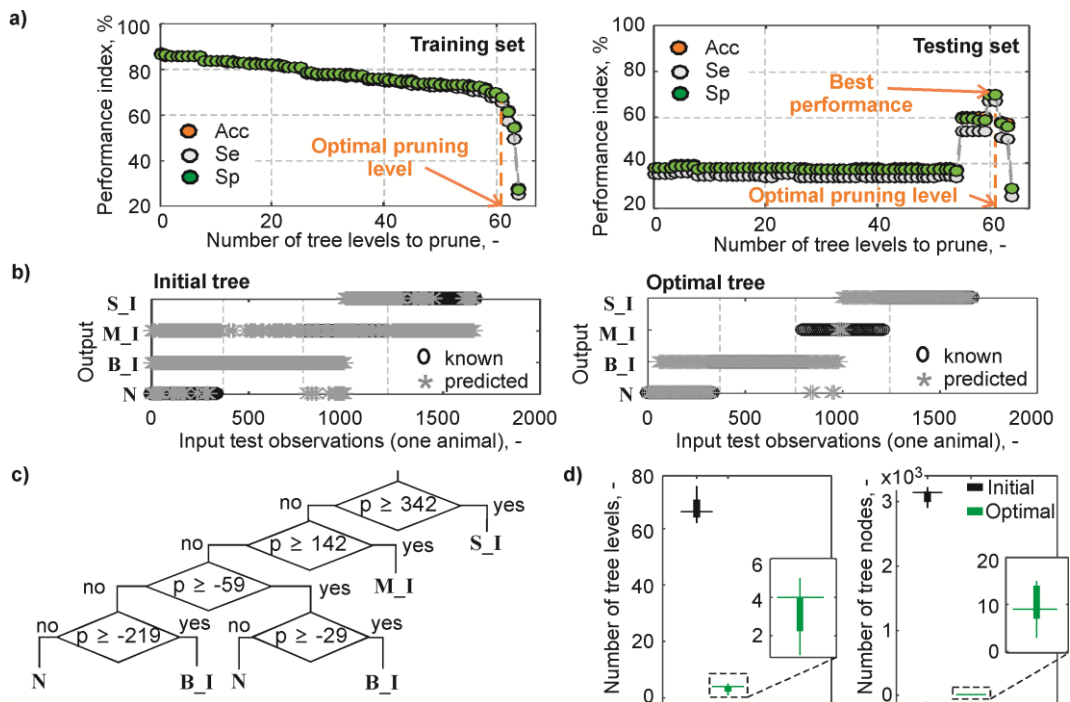 a)
100
80
60
40
20
Performance index, %
Training set
Acc
Se
Sp
Optimal pruning
level
0
20
40
60
Number of tree levels to prune, -
100
80
60
40
20
Performance index, %
Testing set
Acc
Se
Sp
Best
performance
Optimal pruning level
0
20
40
60
Number of tree levels to prune, -
b)
Initial tree
Output
S_I
M_I
B_I
N
known
predicted
0
500
1000
1500
2000
Input test observations (one animal), -
Optimal tree
Output
S_I
M_I
B_I
N
known
predicted
0
500
1000
1500
2000
Input test observations (one animal), -
c)
no
p ≥ 342
yes
S_I
no
p ≥ 142
yes
M_I
no
p ≥ -59
yes
no
p ≥ -219
yes
no
p ≥ -29
yes
N
B_I
N
B_I
d)
Number of tree levels, -
80
60
40
20
0
6
4
2
Number of tree nodes, -
x10³
3
2
1
0
Initial
Optimal
20
10
0